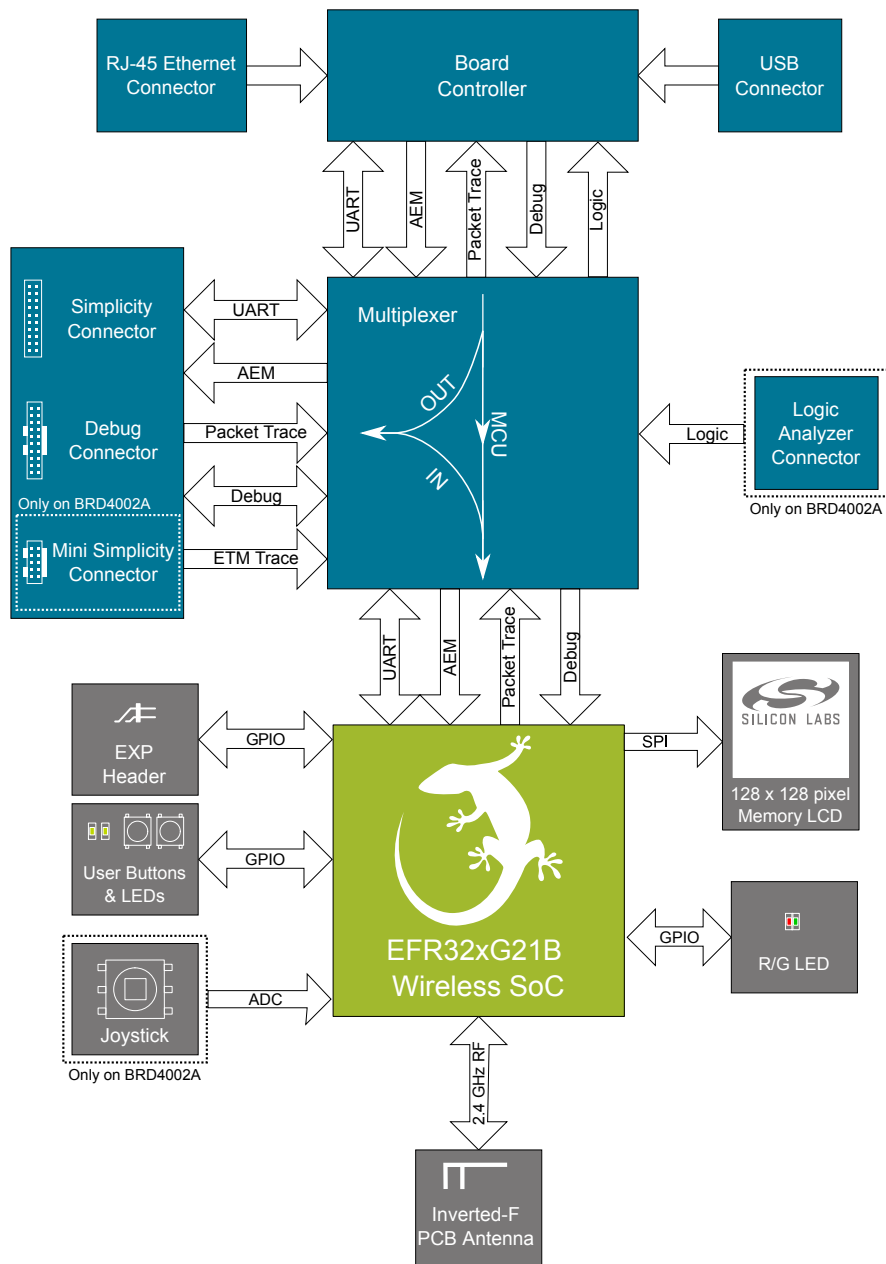 RJ-45 Ethernet
Connector
Board
Controller
USB
Connector
UART
AEM
Packet Trace
Debug
Logic
Simplicity
Connector
UART
AEM
Debug
Connector
Packet Trace
Only on BRD4002A
Debug
Mini Simplicity
Connector
ETM Trace
Multiplexer
OUT
MCU
IN
Logic
Logic
Analyzer
Connector
Only on BRD4002A
UART
AEM
Packet Trace
Debug
EXP
Header
GPIO
User Buttons
& LEDs
GPIO
Joystick
Only on BRD4002A
ADC
EFR32xG21B
Wireless SoC
SPI
SILICON LABS
128 x 128 pixel
Memory LCD
GPIO
R/G LED
2.4 GHz RF
Inverted-F
PCB Antenna